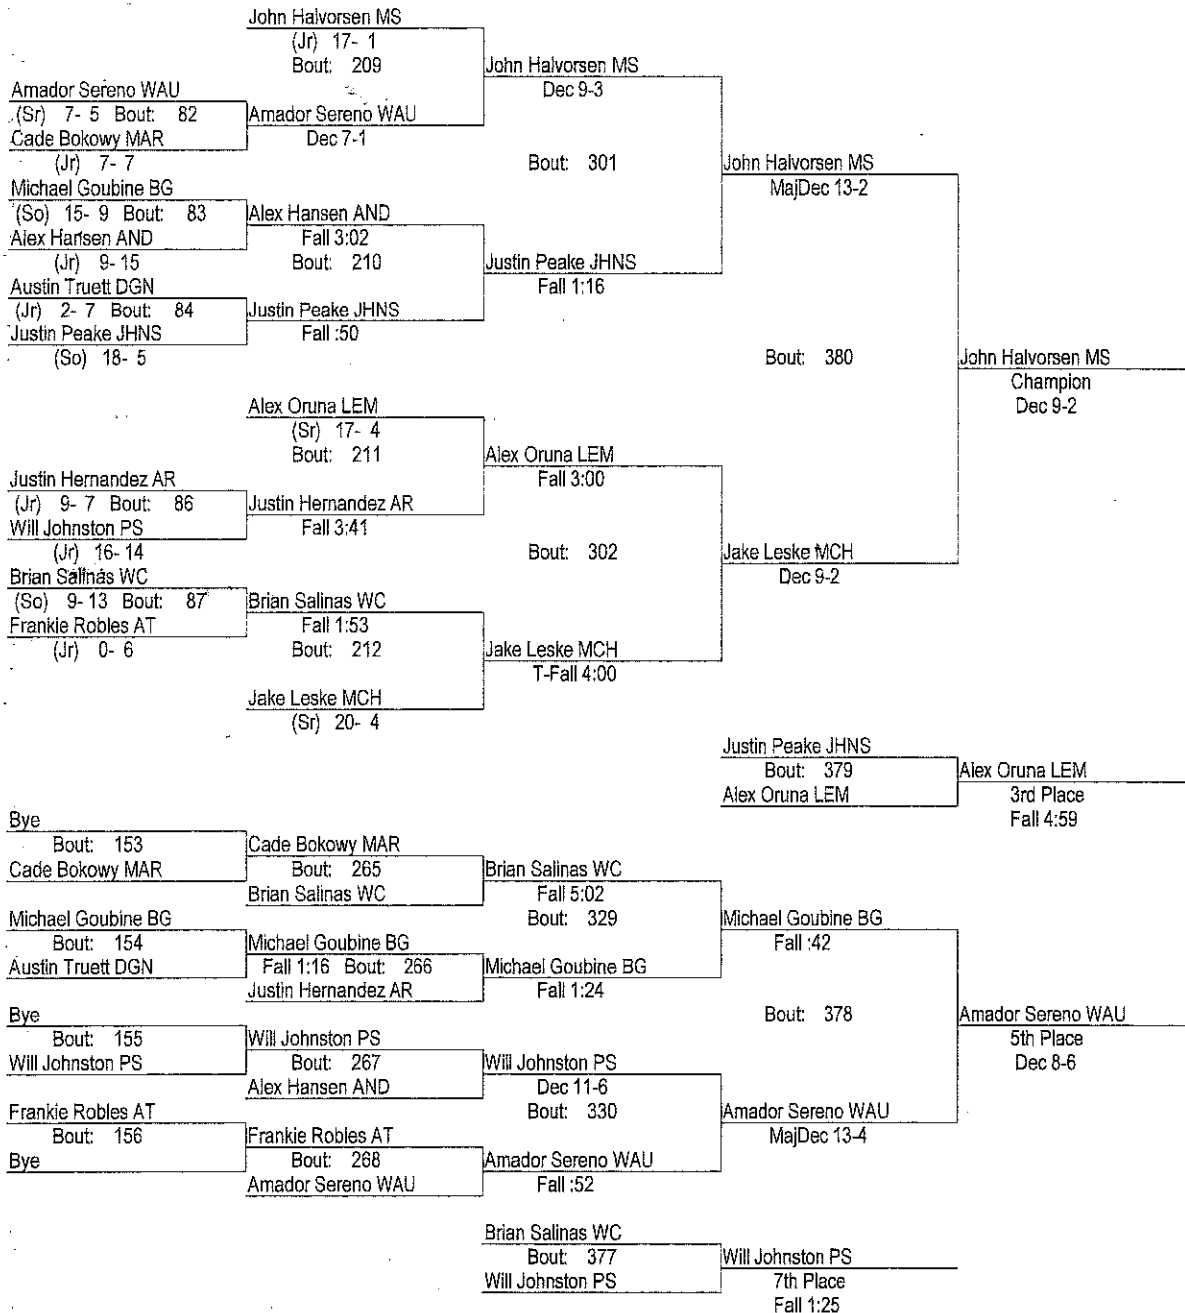 John Halvorsen MS
(Jr) 17- 1
Bout: 209
John Halvorsen MS
Dec 9-3
Amador Sereno WAU
(Sr) 7- 5 Bout: 82
Amador Sereno WAU
Dec 7-1
Cade Bokowy MAR
(Jr) 7- 7
Bout: 301
John Halvorsen MS
MajDec 13-2
Michael Goubine BG
(So) 15- 9 Bout: 83
Alex Hansen AND
Fall 3:02
Alex Hansen AND
(Jr) 9- 15
Bout: 210
Justin Peake JHNS
Fall 1:16
Austin Truett DGN
(Jr) 2- 7 Bout: 84
Justin Peake JHNS
Fall :50
Justin Peake JHNS
(So) 18- 5
Bout: 380
John Halvorsen MS
Champion
Dec 9-2
Alex Oruna LEM
(Sr) 17- 4
Bout: 211
Alex Oruna LEM
Fall 3:00
Justin Hernandez AR
(Jr) 9- 7 Bout: 86
Justin Hernandez AR
Fall 3:41
Will Johnston PS
(Jr) 16- 14
Bout: 302
Jake Leske MCH
Dec 9-2
Brian Salinas WC
(So) 9- 13 Bout: 87
Brian Salinas WC
Fall 1:53
Frankie Robles AT
(Jr) 0- 6
Bout: 212
Jake Leske MCH
T-Fall 4:00
Jake Leske MCH
(Sr) 20- 4
Justin Peake JHNS
Bout: 379
Alex Oruna LEM
Alex Oruna LEM
3rd Place
Fall 4:59
Bye
Bout: 153
Cade Bokowy MAR
Cade Bokowy MAR
Bout: 265
Brian Salinas WC
Brian Salinas WC
Fall 5:02
Bout: 329
Michael Goubine BG
Fall :42
Michael Goubine BG
Bout: 154
Austin Truett DGN
Michael Goubine BG
Fall 1:16 Bout: 266
Justin Hernandez AR
Michael Goubine BG
Fall 1:24
Bout: 378
Amador Sereno WAU
5th Place
Dec 8-6
Bye
Bout: 155
Will Johnston PS
Will Johnston PS
Bout: 267
Alex Hansen AND
Will Johnston PS
Dec 11-6
Bout: 330
Amador Sereno WAU
MajDec 13-4
Frankie Robles AT
Bout: 156
Bye
Frankie Robles AT
Bout: 268
Amador Sereno WAU
Amador Sereno WAU
Fall :52
Brian Salinas WC
Bout: 377
Will Johnston PS
Will Johnston PS
7th Place
Fall 1:25